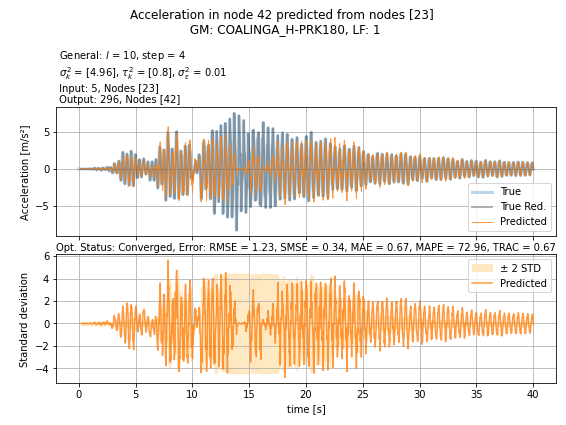 Acceleration in node 42 predicted from nodes [23]
GM: COALINGA_H-PRK180, LF: 1
General: l = 10, step = 4
σ²ₖ = [4.96], τ²ₖ = [0.8], σ²ε = 0.01
Input: 5, Nodes [23]
Output: 296, Nodes [42]
Acceleration [m/s²]
5
0
−5
True
True Red.
Predicted
Opt. Status: Converged, Error: RMSE = 1.23, SMSE = 0.34, MAE = 0.67, MAPE = 72.96, TRAC = 0.67
Standard deviation
6
4
2
0
−2
−4
± 2 STD
Predicted
0 5 10 15 20 25 30 35 40
time [s]